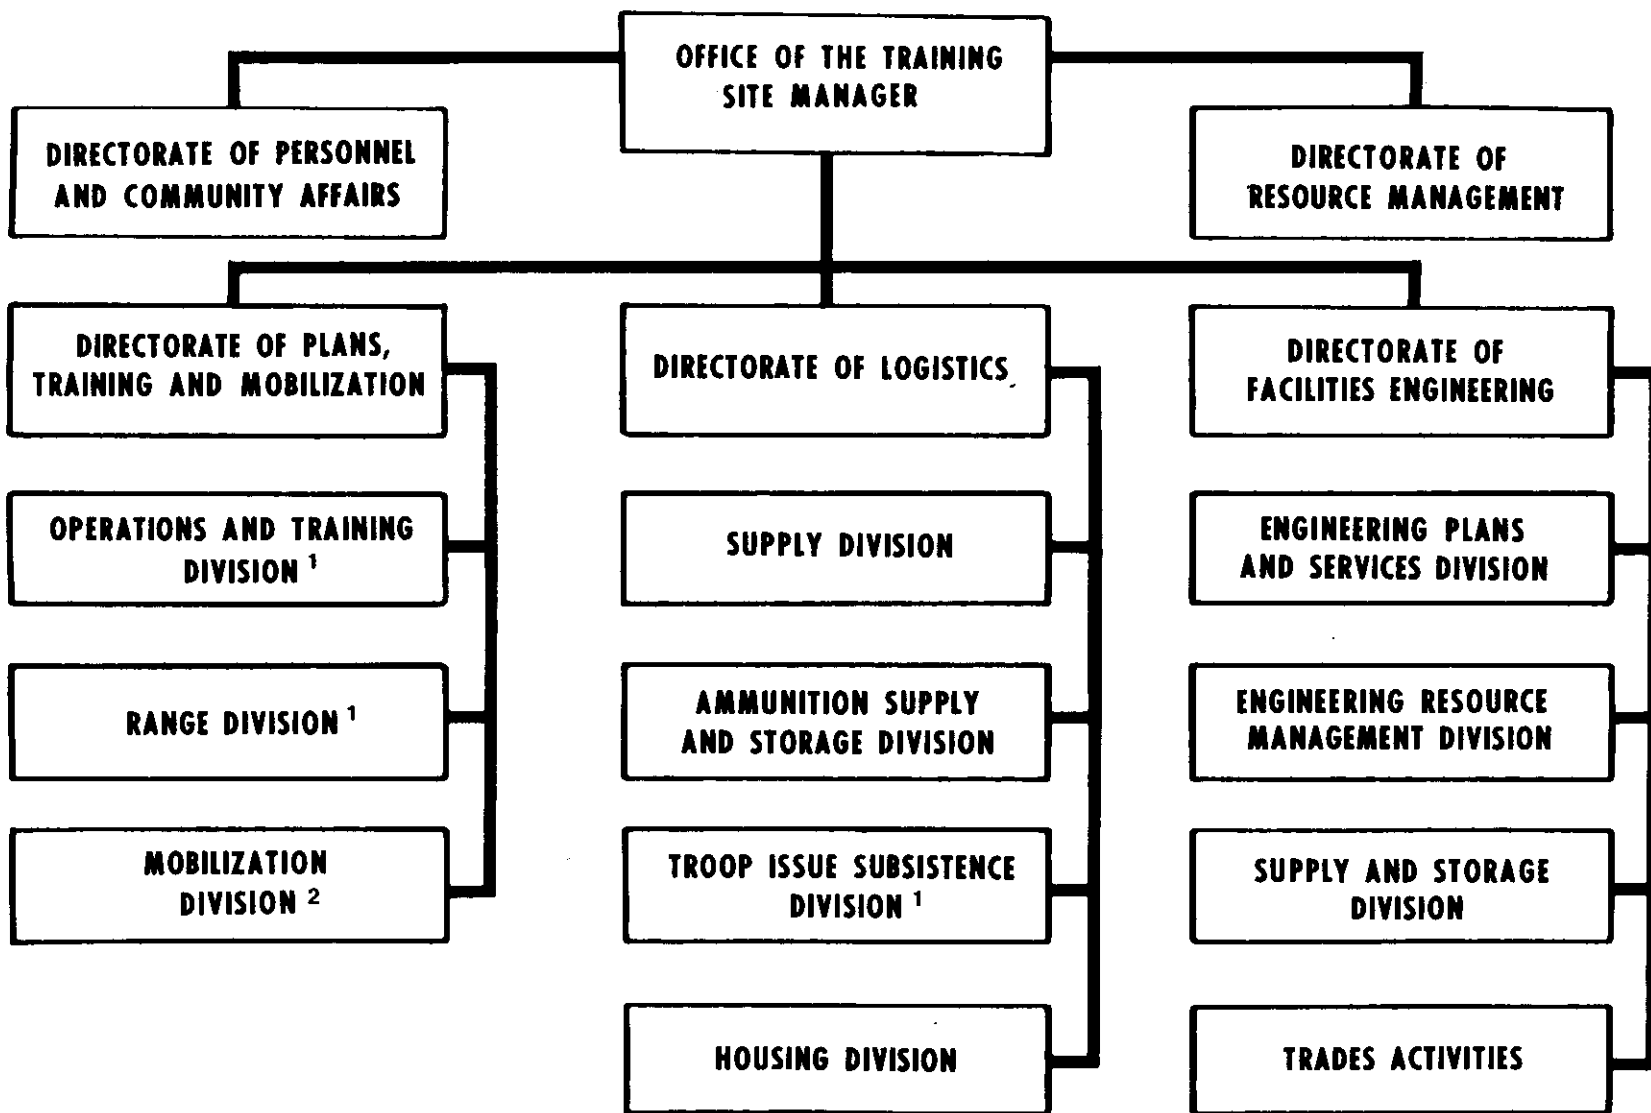 OFFICE OF THE TRAINING
SITE MANAGER
DIRECTORATE OF PERSONNEL
AND COMMUNITY AFFAIRS
DIRECTORATE OF
RESOURCE MANAGEMENT
DIRECTORATE OF PLANS,
TRAINING AND MOBILIZATION
OPERATIONS AND TRAINING
DIVISION 1
RANGE DIVISION 1
MOBILIZATION
DIVISION 2
DIRECTORATE OF LOGISTICS
SUPPLY DIVISION
AMMUNITION SUPPLY
AND STORAGE DIVISION
TROOP ISSUE SUBSISTENCE
DIVISION 1
HOUSING DIVISION
DIRECTORATE OF
FACILITIES ENGINEERING
ENGINEERING PLANS
AND SERVICES DIVISION
ENGINEERING RESOURCE
MANAGEMENT DIVISION
SUPPLY AND STORAGE
DIVISION
TRADES ACTIVITIES